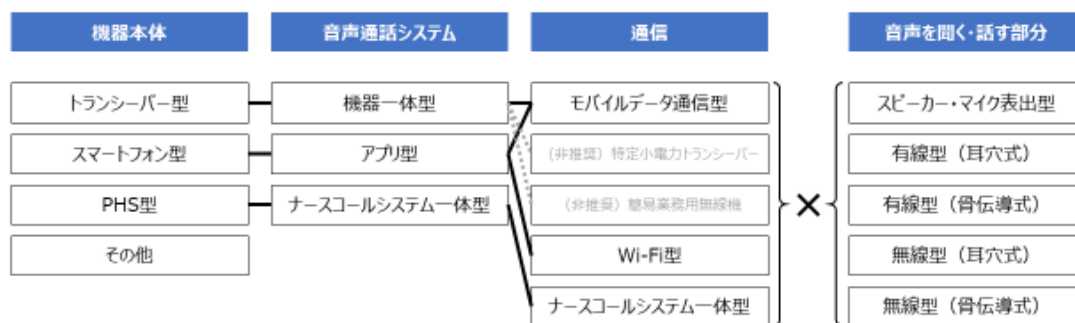 機器本体
音声通話システム
通信
音声を聞く・話す部分
トランシーバー型
機器一体型
モバイルデータ通信型
スピーカー・マイク表出型
スマートフォン型
アプリ型
(非推奨) 特定小電力トランシーバー
有線型(耳穴式)
PHS型
ナースコールシステム一体型
(非推奨) 簡易業務用無線機
×
有線型(骨伝導式)
その他
Wi-Fi型
無線型(耳穴式)
ナースコールシステム一体型
無線型(骨伝導式)